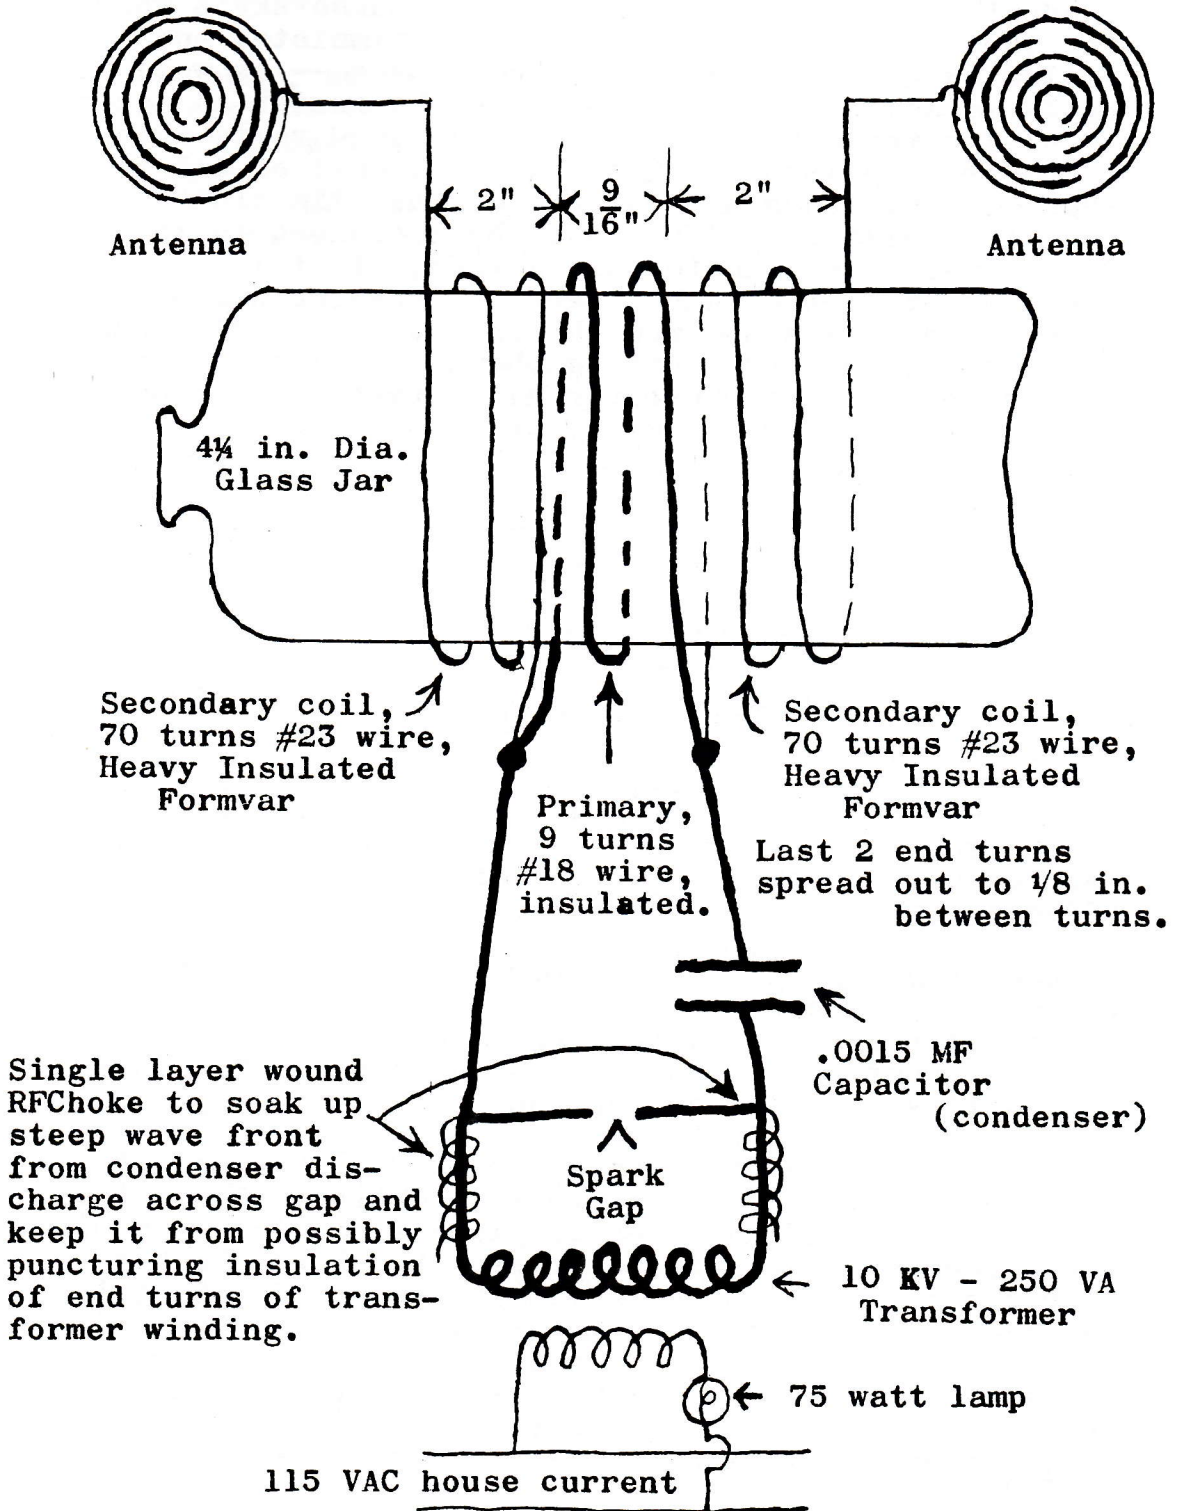 2"
9
16"
2"
Antenna
Antenna
4¼ in. Dia.
Glass Jar
Secondary coil,
70 turns #23 wire,
Heavy Insulated
Formvar
Primary,
9 turns
#18 wire,
insulated.
Secondary coil,
70 turns #23 wire,
Heavy Insulated
Formvar
Last 2 end turns
spread out to 1/8 in.
between turns.
.0015 MF
Capacitor
(condenser)
Single layer wound
RFChoke to soak up
steep wave front
from condenser dis-
charge across gap and
keep it from possibly
puncturing insulation
of end turns of trans-
former winding.
Spark
Gap
10 KV - 250 VA
Transformer
75 watt lamp
115 VAC house current